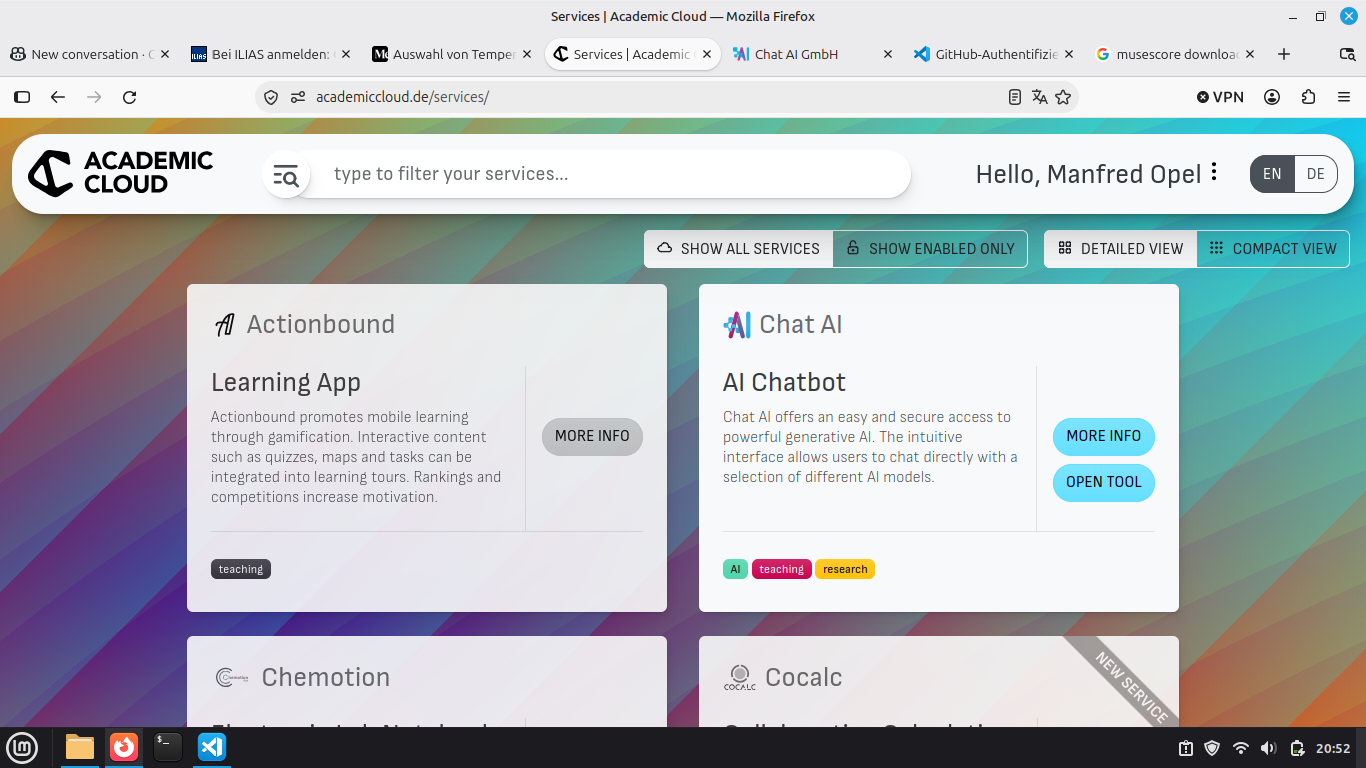 Services | Academic Cloud — Mozilla Firefox
New conversation ·
Bei ILIAS anmelden:
Auswahl von Temper
Services | Academic
Chat AI GmbH
GitHub-Authentifizie
musescore downloa
academiccloud.de/services/
VPN
ACADEMIC
CLOUD
type to filter your services...
Hello, Manfred Opel
EN
DE
SHOW ALL SERVICES
SHOW ENABLED ONLY
DETAILED VIEW
COMPACT VIEW
Actionbound
Learning App
Actionbound promotes mobile learning
through gamification. Interactive content
such as quizzes, maps and tasks can be
integrated into learning tours. Rankings and
competitions increase motivation.
MORE INFO
teaching
Chat AI
AI Chatbot
Chat AI offers an easy and secure access to
powerful generative AI. The intuitive
interface allows users to chat directly with a
selection of different AI models.
MORE INFO
OPEN TOOL
AI
teaching
research
Chemotion
Cocalc
COCALC
NEW SERVICE
20:52